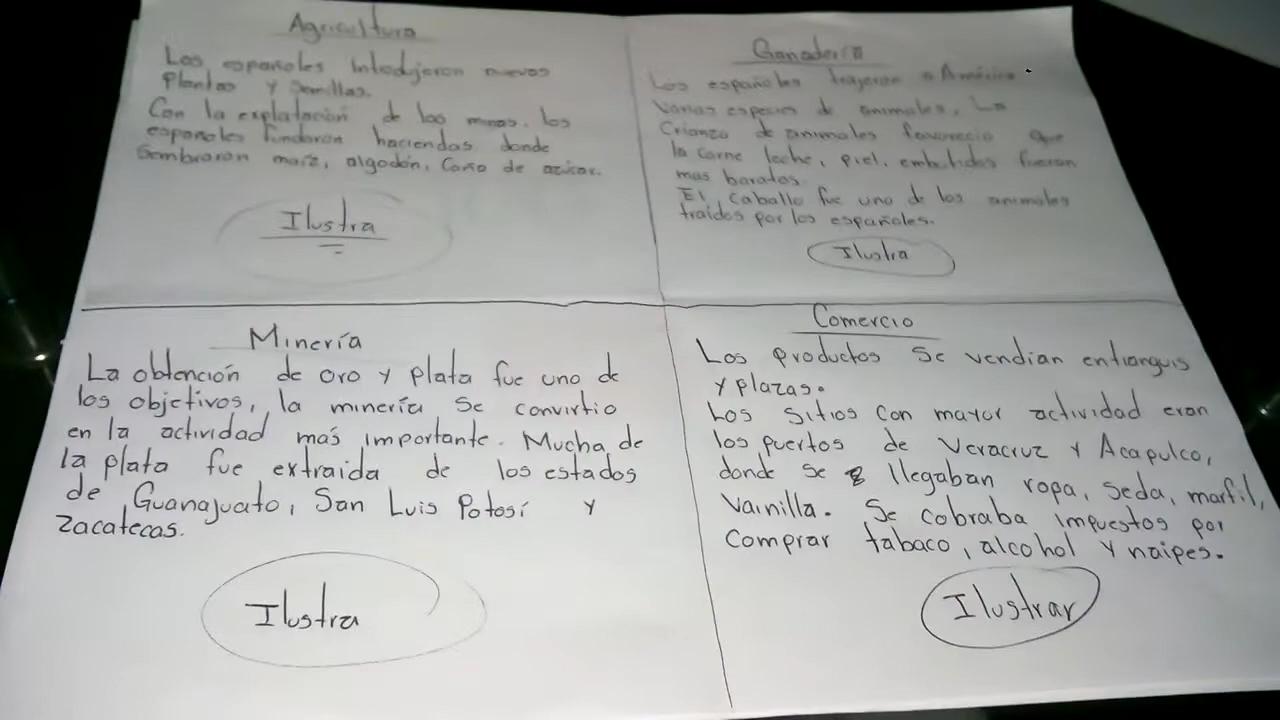 Agricultura
Los españoles introdujeron nuevas
Plantas y semillas.
Con la explotación de las minas, los
españoles fundaron haciendas donde
Sembraron maíz, algodón, Caña de azúcar.
Ilustra
Ganadería
Los españoles trajeron a América
Varias especies de animales. La
Crianza de animales favorecio que
la carne leche, piel, embutidos fueran
mas baratos.
El caballo fue uno de los animales
traídos por los españoles.
Ilustra
Minería
La obtención de oro y plata fue uno de
los objetivos, la minería se convirtio
en la actividad más importante. Mucha de
la plata fue extraida de los estados
de Guanajuato, San Luis Potosí y
Zacatecas.
Ilustra
Comercio
Los productos se vendían entianguis
y plazas.
Los sitios con mayor actividad eran
los puertos de Veracruz y Acapulco,
donde se llegaban ropa, seda, marfil,
Vainilla. Se cobraba impuestos por
Comprar tabaco, alcohol y naipes.
Ilustrar